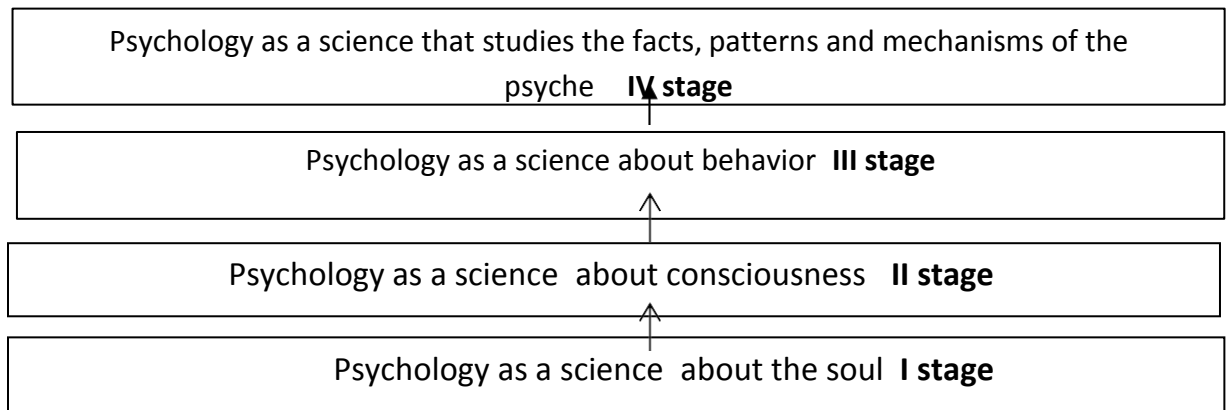 Psychology as a science that studies the facts, patterns and mechanisms of the
psyche IV stage
Psychology as a science about behavior III stage
Psychology as a science about consciousness II stage
Psychology as a science about the soul I stage